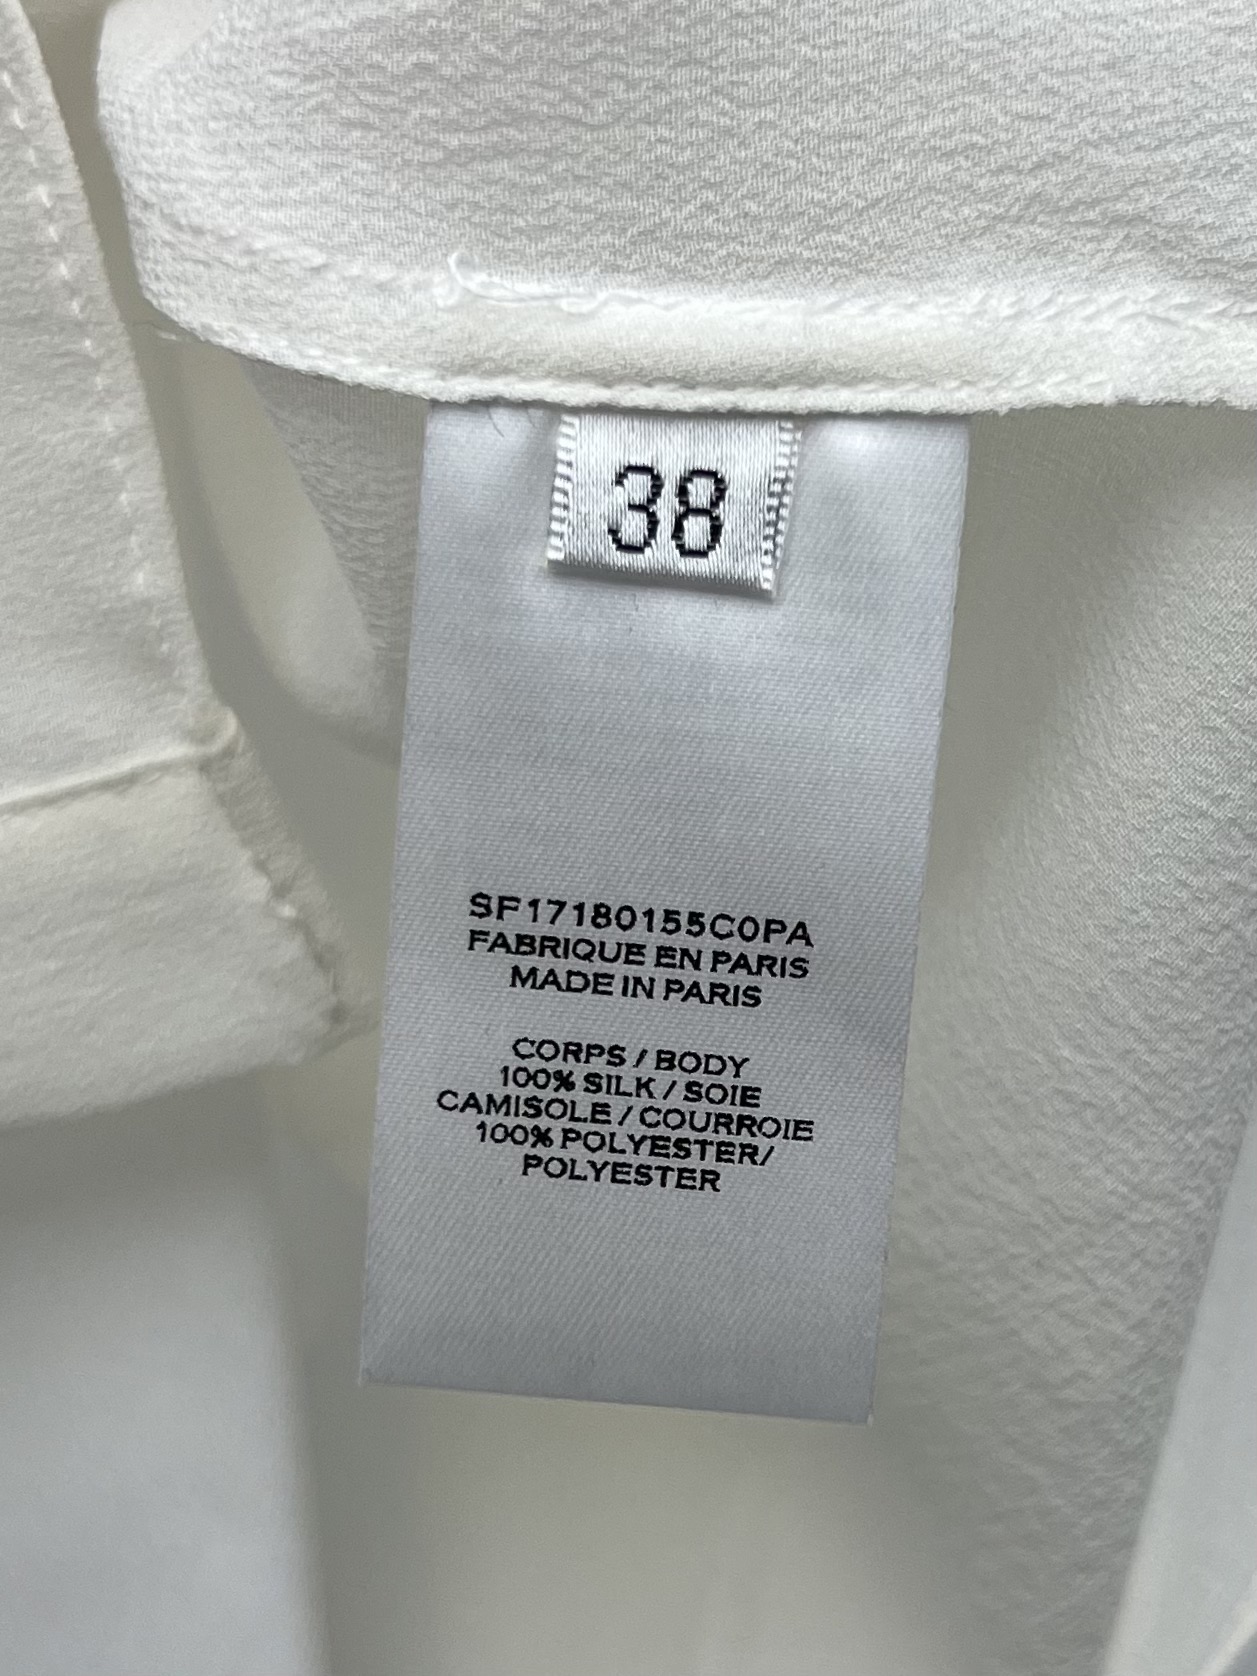 38
SF17180155C0PA
FABRIQUE EN PARIS
MADE IN PARIS
CORPS / BODY
100% SILK / SOIE
CAMISOLE / COURROIE
100% POLYESTER/
POLYESTER